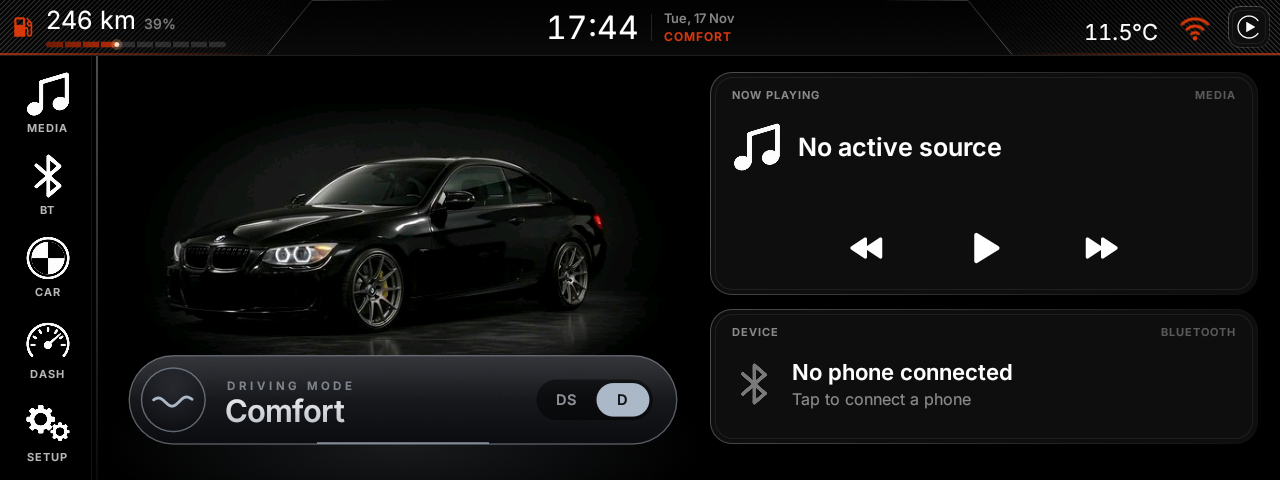 246 km 39%
17:44
Tue, 17 Nov
COMFORT
11.5°C
MEDIA
BT
CAR
DASH
SETUP
DRIVING MODE
Comfort
DS D
NOW PLAYING MEDIA
No active source
DEVICE BLUETOOTH
No phone connected
Tap to connect a phone